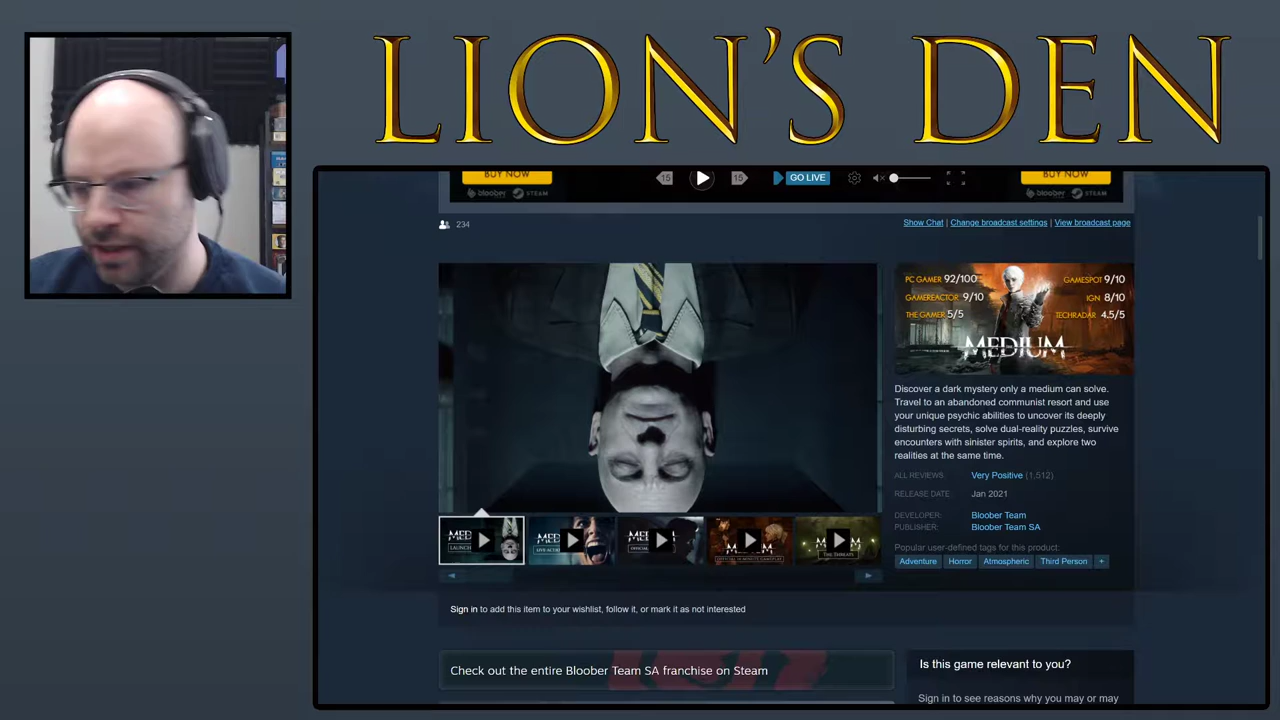 LION'S DEN
BUY NOW
bloober STEAM
15
15
GO LIVE
BUY NOW
bloober STEAM
234
Show Chat | Change broadcast settings | View broadcast page
PC GAMER 92/100
GAMEREACTOR 9/10
THE GAMER 5/5
GAMESPOT 9/10
IGN 8/10
TECHRADAR 4.5/5
MEDIUM
Discover a dark mystery only a medium can solve.
Travel to an abandoned communist resort and use
your unique psychic abilities to uncover its deeply
disturbing secrets, solve dual-reality puzzles, survive
encounters with sinister spirits, and explore two
realities at the same time.
ALL REVIEWS: Very Positive (1,512)
RELEASE DATE: Jan 2021
DEVELOPER: Bloober Team
PUBLISHER: Bloober Team SA
Popular user-defined tags for this product:
Adventure Horror Atmospheric Third Person +
THE THREATS
Sign in to add this item to your wishlist, follow it, or mark it as not interested
Check out the entire Bloober Team SA franchise on Steam
Is this game relevant to you?
Sign in to see reasons why you may or may